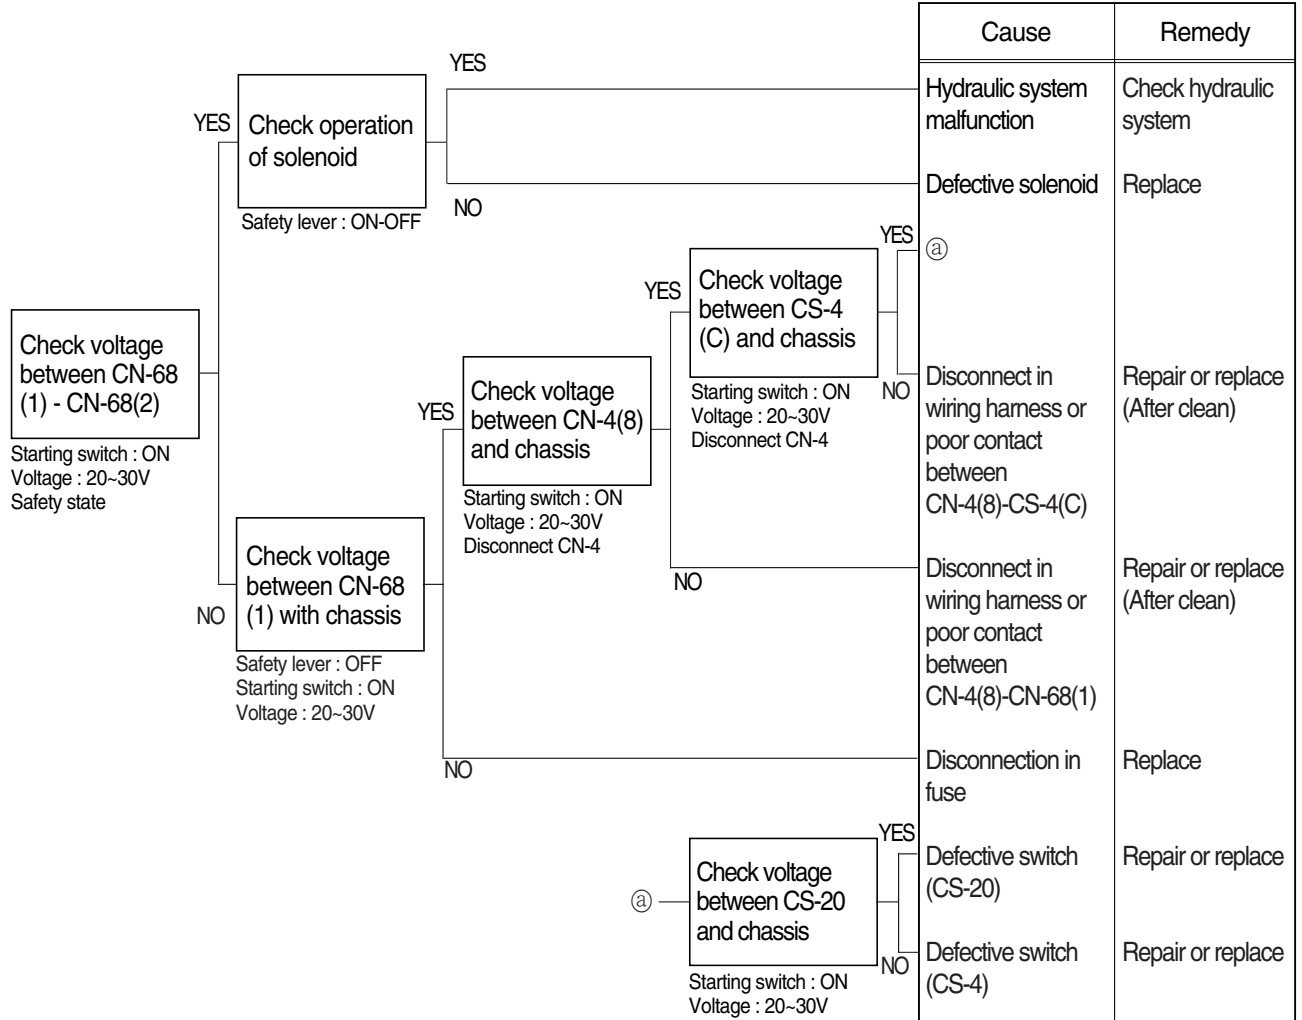 Cause
Remedy
YES
Hydraulic system
malfunction
Check hydraulic
system
YES
Check operation
of solenoid
Safety lever : ON-OFF
NO
Defective solenoid
Replace
YES
ⓐ
YES
Check voltage
between CS-4
(C) and chassis
Starting switch : ON
Voltage : 20~30V
Disconnect CN-4
NO
Disconnect in
wiring harness or
poor contact
between
CN-4(8)-CS-4(C)
Repair or replace
(After clean)
Check voltage
between CN-68
(1) - CN-68(2)
Starting switch : ON
Voltage : 20~30V
Safety state
YES
Check voltage
between CN-4(8)
and chassis
Starting switch : ON
Voltage : 20~30V
Disconnect CN-4
NO
Disconnect in
wiring harness or
poor contact
between
CN-4(8)-CN-68(1)
Repair or replace
(After clean)
NO
Check voltage
between CN-68
(1) with chassis
Safety lever : OFF
Starting switch : ON
Voltage : 20~30V
NO
Disconnection in
fuse
Replace
ⓐ
Check voltage
between CS-20
and chassis
Starting switch : ON
Voltage : 20~30V
YES
Defective switch
(CS-20)
Repair or replace
NO
Defective switch
(CS-4)
Repair or replace